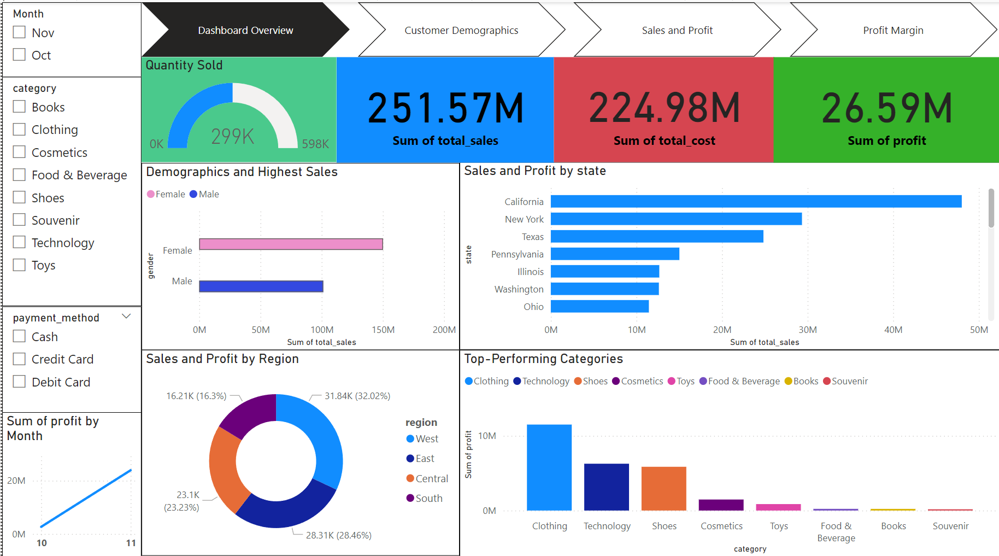 Month
Nov
Oct
category
Books
Clothing
Cosmetics
Food & Beverage
Shoes
Souvenir
Technology
Toys
payment_method
Cash
Credit Card
Debit Card
Sum of profit by
Month
20M
0M
10 11
Dashboard Overview
Customer Demographics
Sales and Profit
Profit Margin
Quantity Sold
299K
0K 598K
251.57M
Sum of total_sales
224.98M
Sum of total_cost
26.59M
Sum of profit
Demographics and Highest Sales
Female Male
gender
Female
Male
0M 50M 100M 150M 200M
Sum of total_sales
Sales and Profit by state
state
California
New York
Texas
Pennsylvania
Illinois
Washington
Ohio
0M 10M 20M 30M 40M 50M
Sum of total_sales
Sales and Profit by Region
16.21K (16.3%)
31.84K (32.02%)
23.1K
(23.23%)
28.31K (28.46%)
region
West
East
Central
South
Top-Performing Categories
Clothing Technology Shoes Cosmetics Toys Food & Beverage Books Souvenir
Sum of profit
10M
0M
Clothing Technology Shoes Cosmetics Toys Food & Books Souvenir
Beverage
category